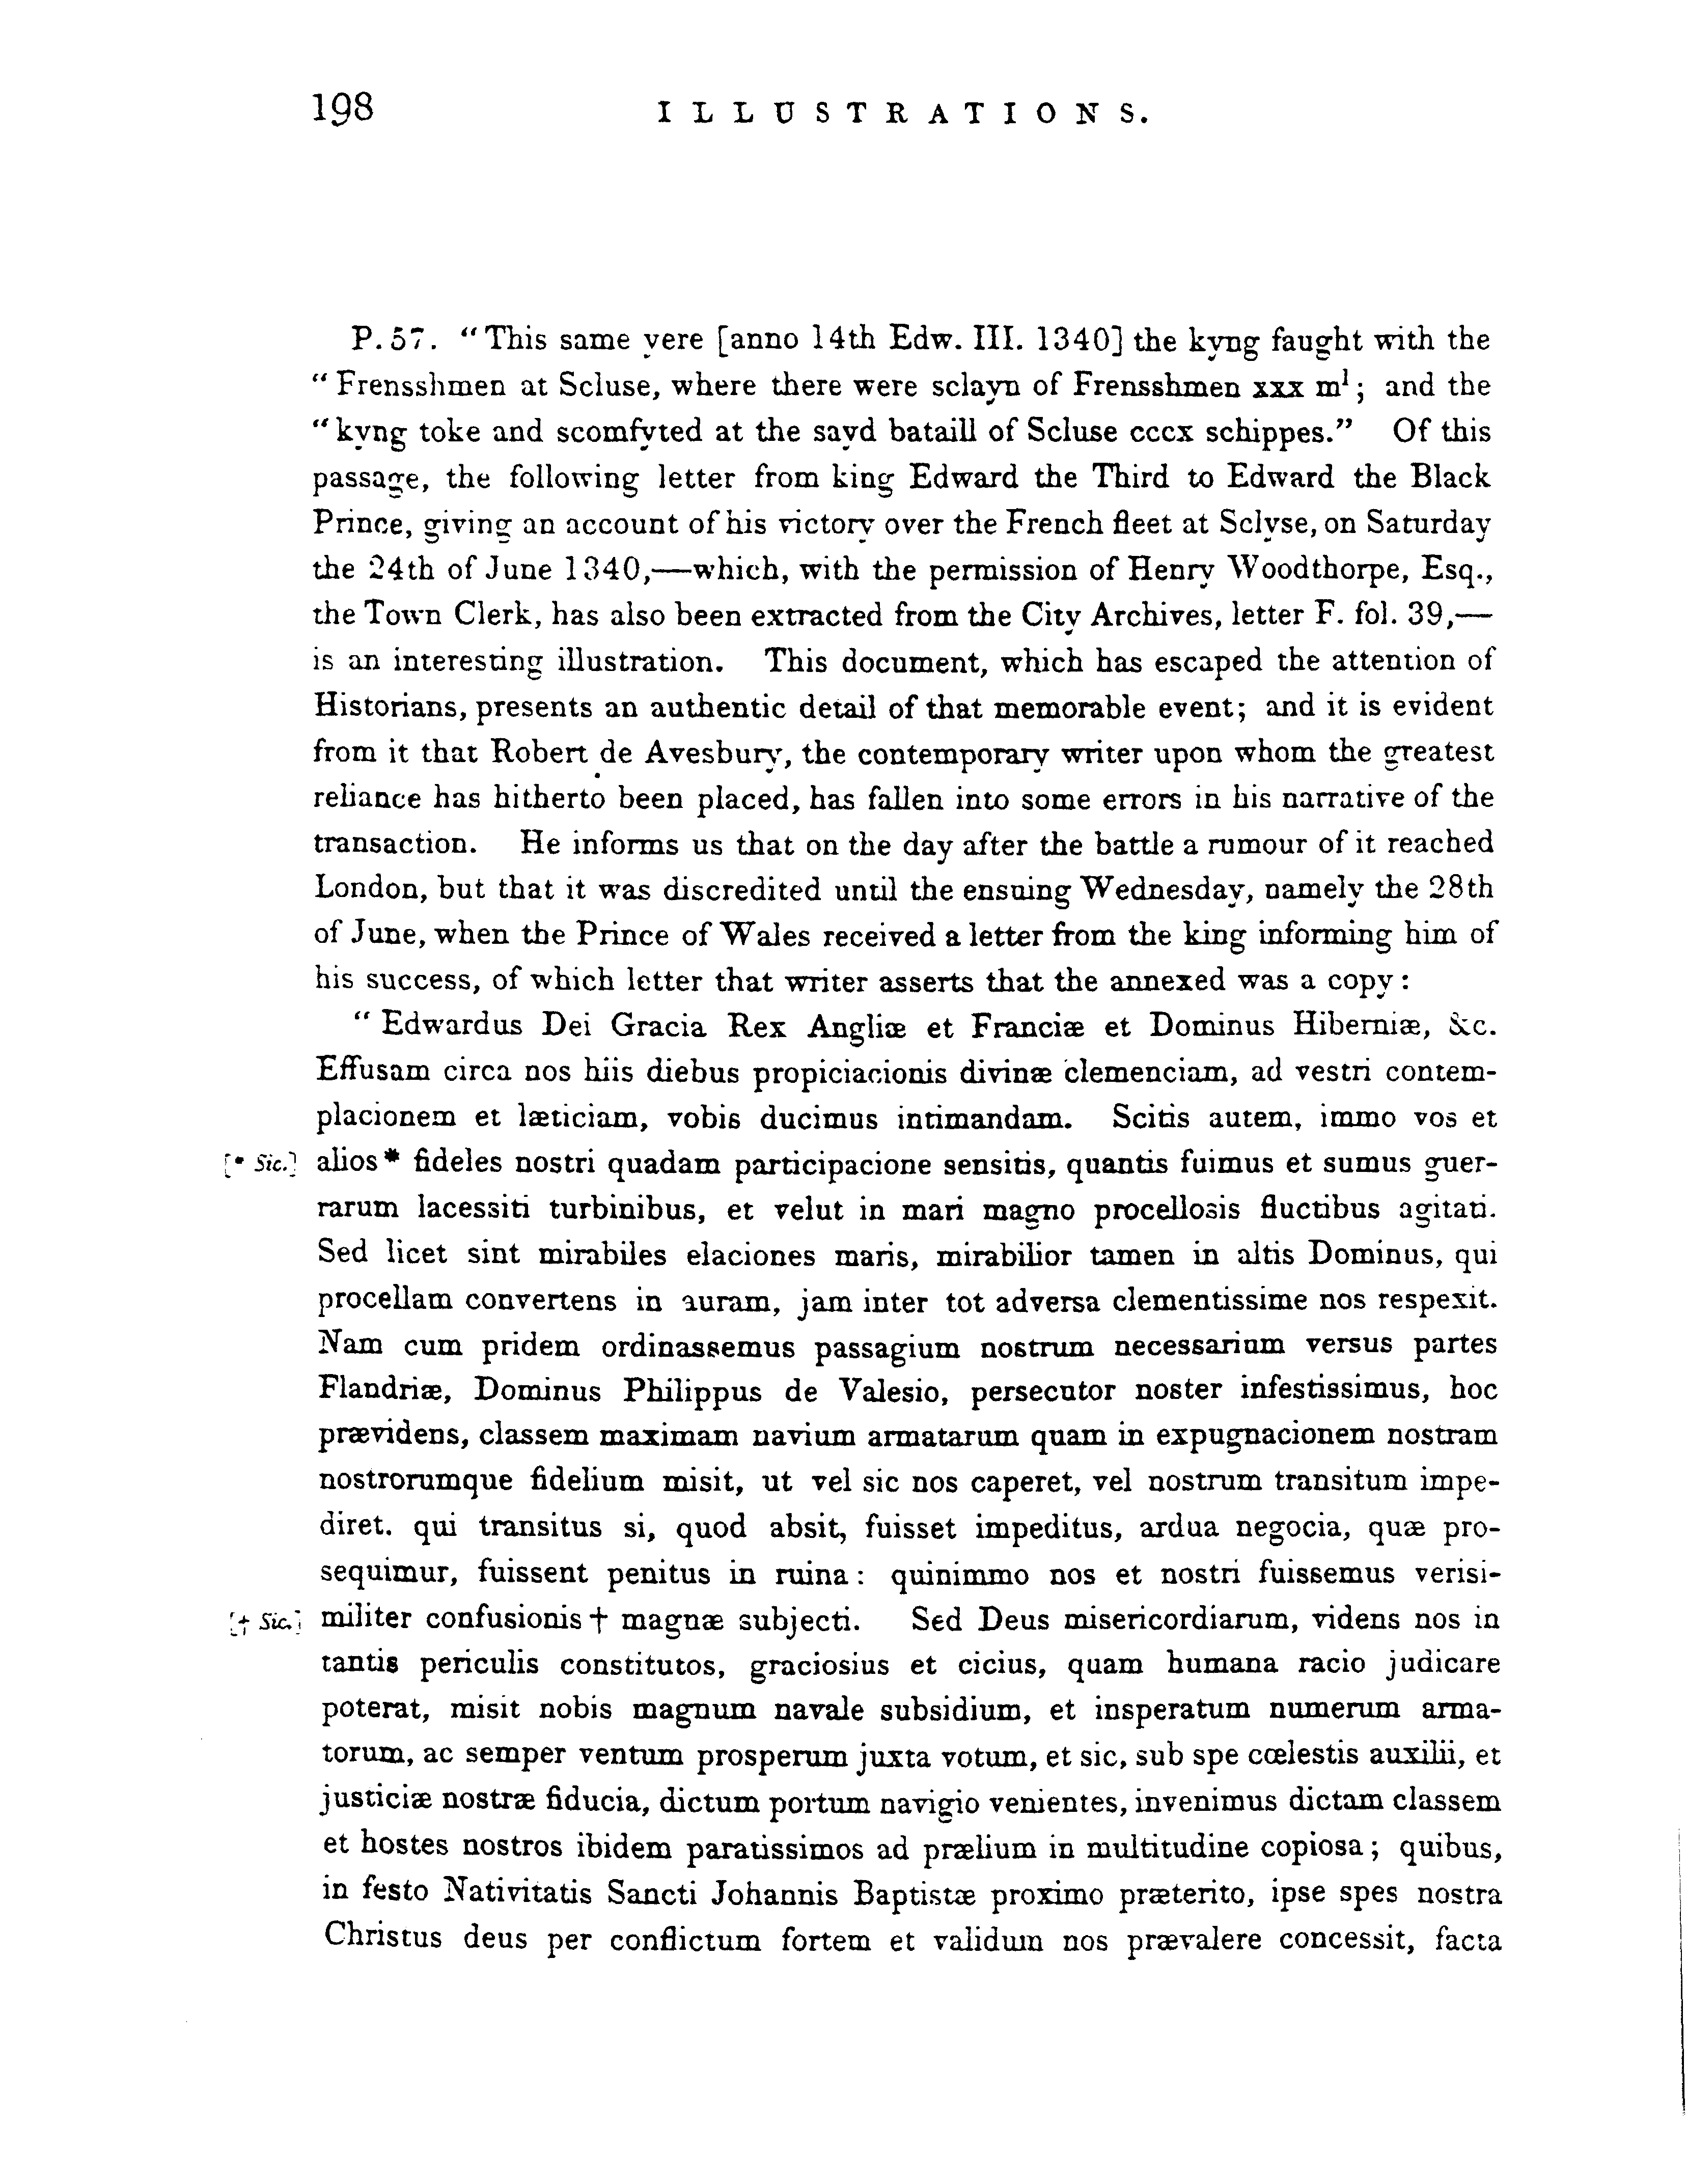 198 ILLUSTRATIONS.
P. 57. “This same yere [anno 14th Edw. III. 1340] the kyng faught with the
“Frensshmen at Scluse, where there were sclayn of Frensshmen xxx mˡ; and the
“kyng toke and scomfyted at the sayd bataill of Scluse cccx schippes.” Of this
passage, the following letter from king Edward the Third to Edward the Black
Prince, giving an account of his victory over the French fleet at Sclyse, on Saturday
the 24th of June 1340,—which, with the permission of Henry Woodthorpe, Esq.,
the Town Clerk, has also been extracted from the City Archives, letter F. fol. 39,—
is an interesting illustration. This document, which has escaped the attention of
Historians, presents an authentic detail of that memorable event; and it is evident
from it that Robert de Avesbury, the contemporary writer upon whom the greatest
reliance has hitherto been placed, has fallen into some errors in his narrative of the
transaction. He informs us that on the day after the battle a rumour of it reached
London, but that it was discredited until the ensuing Wednesday, namely the 28th
of June, when the Prince of Wales received a letter from the king informing him of
his success, of which letter that writer asserts that the annexed was a copy:
“Edwardus Dei Gracia Rex Angliæ et Franciæ et Dominus Hiberniæ, &c.
Effusam circa nos hiis diebus propiciacionis divinæ clemenciam, ad vestri contem-
placionem et læticiam, vobis ducimus intimandam. Scitis autem, immo vos et
[* Sic.] alios* fideles nostri quadam participacione sensitis, quantis fuimus et sumus guer-
rarum lacessiti turbinibus, et velut in mari magno procellosis fluctibus agitati.
Sed licet sint mirabiles elaciones maris, mirabilior tamen in altis Dominus, qui
procellam convertens in auram, jam inter tot adversa clementissime nos respexit.
Nam cum pridem ordinassemus passagium nostrum necessarium versus partes
Flandriæ, Dominus Philippus de Valesio, persecutor noster infestissimus, hoc
prævidens, classem maximam navium armatarum quam in expugnacionem nostram
nostrorumque fidelium misit, ut vel sic nos caperet, vel nostrum transitum impe-
diret. qui transitus si, quod absit, fuisset impeditus, ardua negocia, quæ pro-
sequimur, fuissent penitus in ruina: quinimmo nos et nostri fuissemus verisi-
[† Sic.] militer confusionis† magnæ subjecti. Sed Deus misericordiarum, videns nos in
tantis periculis constitutos, graciosius et cicius, quam humana racio judicare
poterat, misit nobis magnum navale subsidium, et insperatum numerum arma-
torum, ac semper ventum prosperum juxta votum, et sic, sub spe cœlestis auxilii, et
justiciæ nostræ fiducia, dictum portum navigio venientes, invenimus dictam classem
et hostes nostros ibidem paratissimos ad prælium in multitudine copiosa; quibus,
in festo Nativitatis Sancti Johannis Baptistæ proximo præterito, ipse spes nostra
Christus deus per conflictum fortem et validum nos prævalere concessit, facta